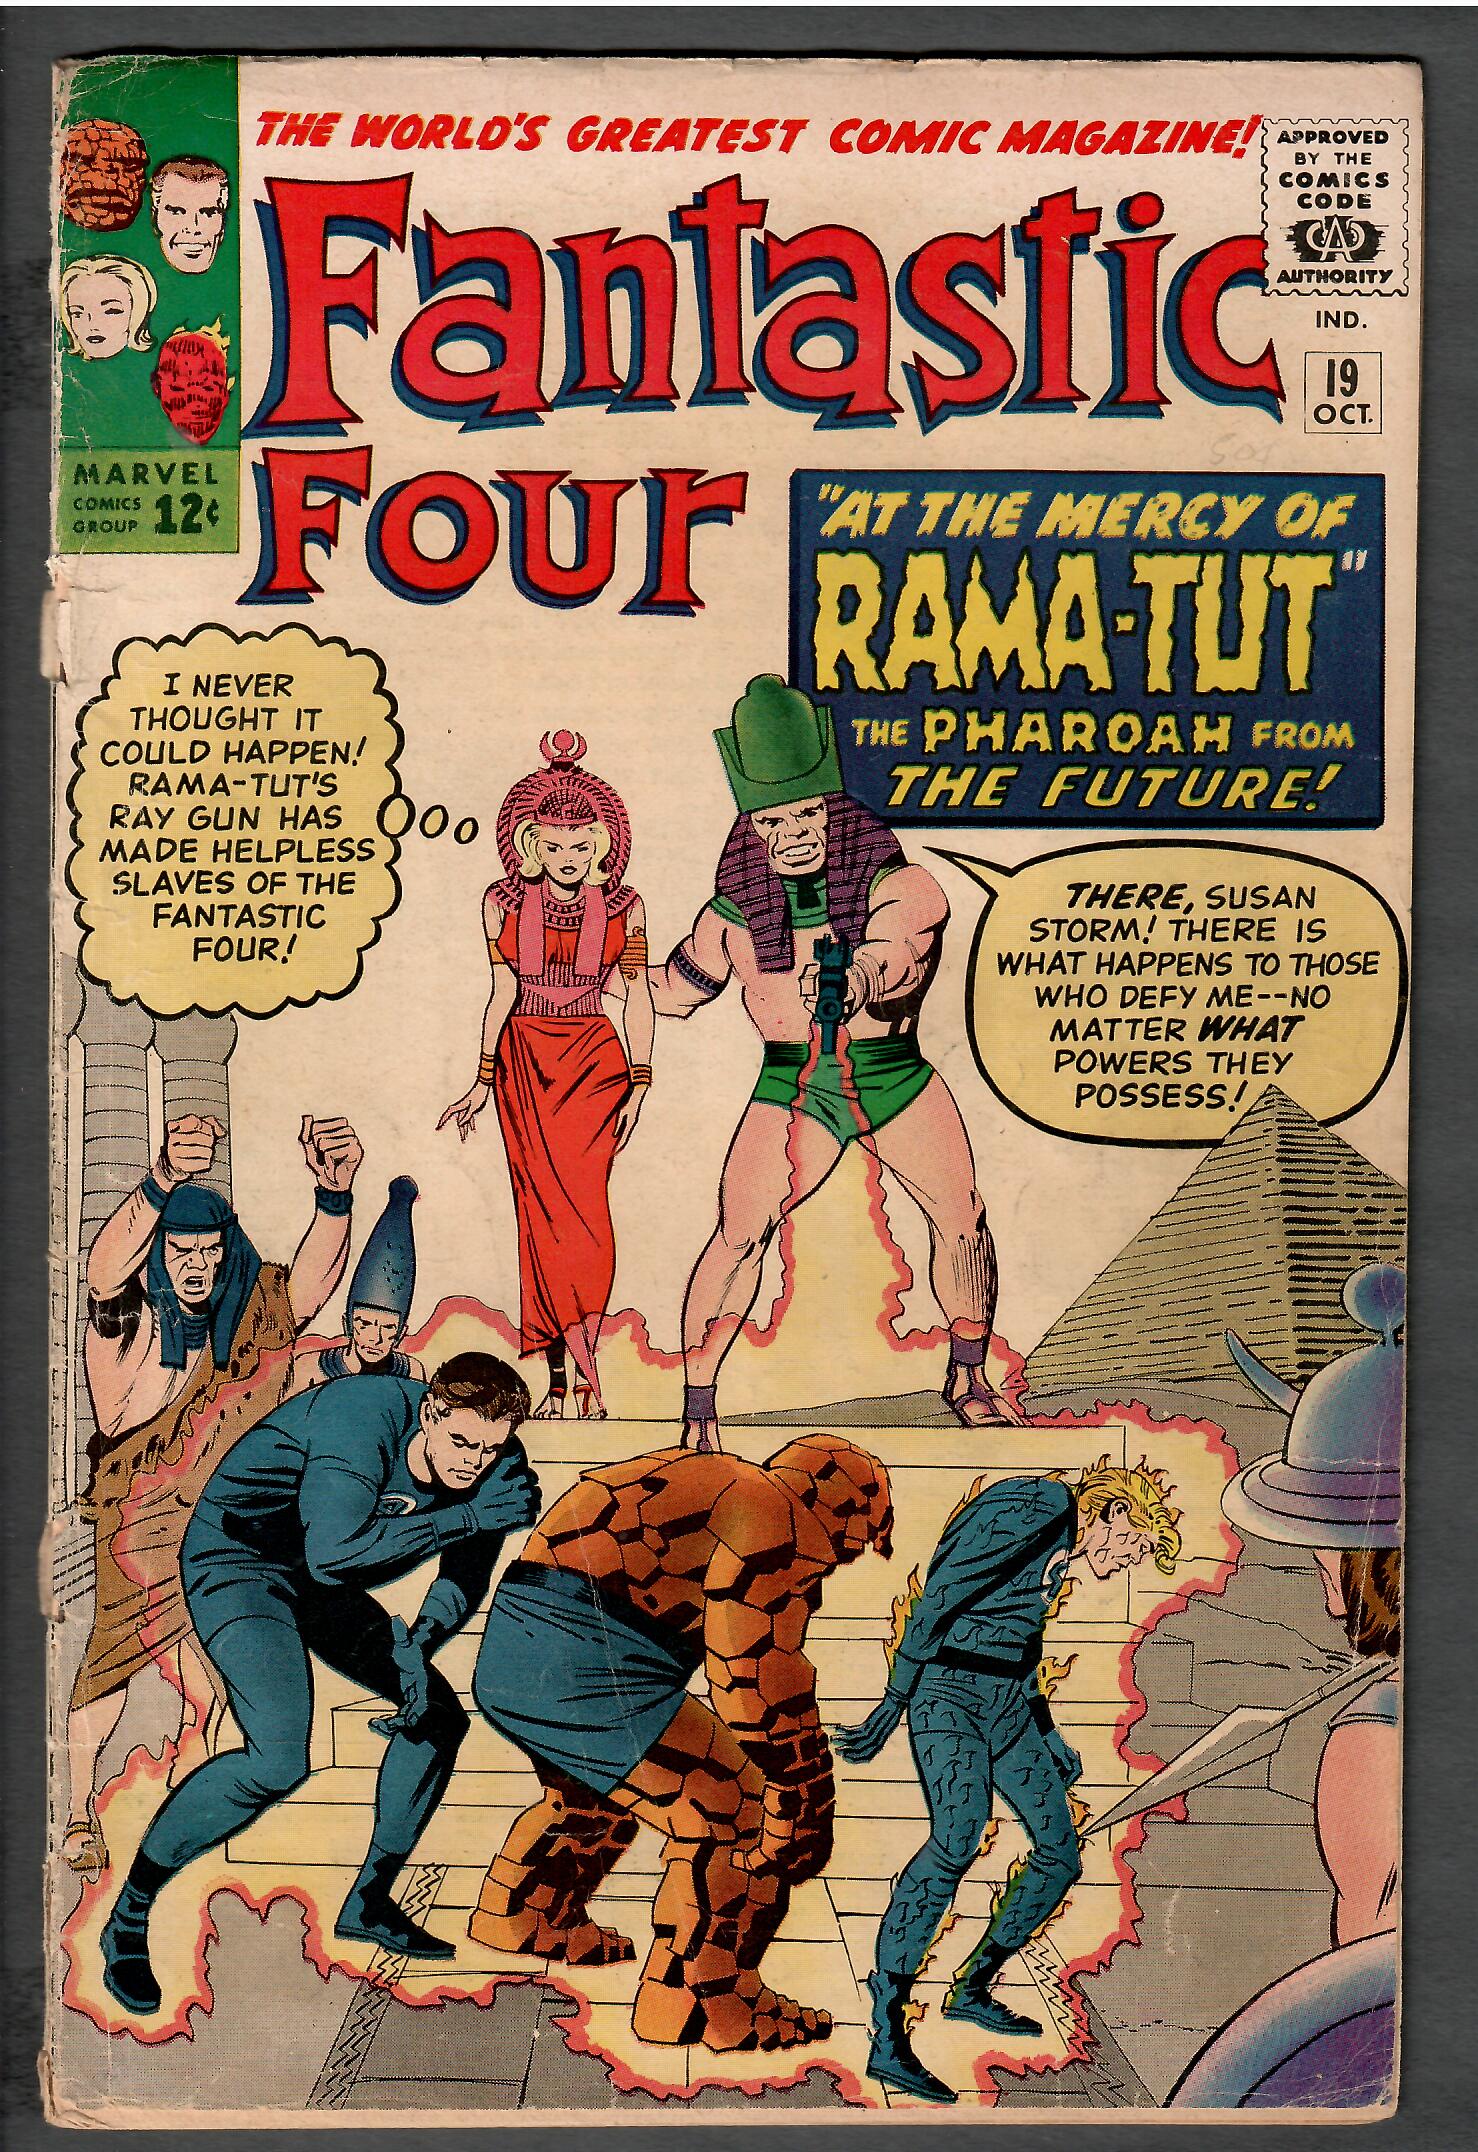 THE WORLD'S GREATEST COMIC MAGAZINE!
Fantastic
Four
APPROVED
BY THE
COMICS
CODE
CA
AUTHORITY
IND.
19
OCT.
MARVEL
COMICS
GROUP 12¢
"AT THE MERCY OF
RAMA-TUT"
THE PHAROAH FROM
THE FUTURE!
I NEVER
THOUGHT IT
COULD HAPPEN!
RAMA-TUT'S
RAY GUN HAS
MADE HELPLESS
SLAVES OF THE
FANTASTIC
FOUR!
THERE, SUSAN
STORM! THERE IS
WHAT HAPPENS TO THOSE
WHO DEFY ME--NO
MATTER WHAT
POWERS THEY
POSSESS!